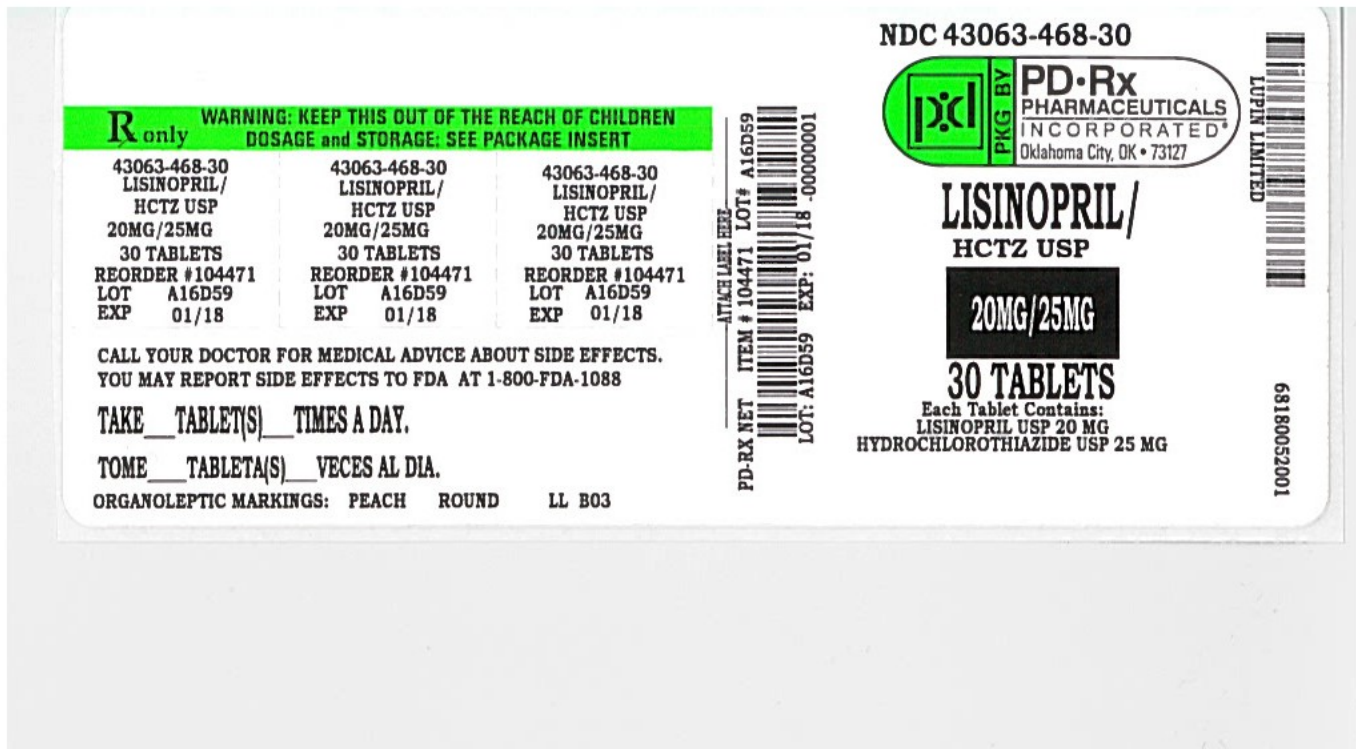 Rx only
WARNING: KEEP THIS OUT OF THE REACH OF CHILDREN
DOSAGE and STORAGE: SEE PACKAGE INSERT
43063-468-30
LISINOPRIL/
HCTZ USP
20MG/25MG
30 TABLETS
REORDER #104471
LOT A16D59
EXP 01/18
43063-468-30
LISINOPRIL/
HCTZ USP
20MG/25MG
30 TABLETS
REORDER #104471
LOT A16D59
EXP 01/18
43063-468-30
LISINOPRIL/
HCTZ USP
20MG/25MG
30 TABLETS
REORDER #104471
LOT A16D59
EXP 01/18
CALL YOUR DOCTOR FOR MEDICAL ADVICE ABOUT SIDE EFFECTS.
YOU MAY REPORT SIDE EFFECTS TO FDA AT 1-800-FDA-1088
TAKE___TABLET(S)___TIMES A DAY.
TOME___TABLETA(S)___VECES AL DIA.
ORGANOLEPTIC MARKINGS: PEACH ROUND LL B03
ATTACH LABEL HERE
PD-RX NET ITEM # 104471 LOT# A16D59
LOT: A16D59 EXP: 01/18 -00000001
NDC 43063-468-30
pd
PKG BY
PD•Rx
PHARMACEUTICALS
INCORPORATED®
Oklahoma City, OK • 73127
LISINOPRIL/
HCTZ USP
20MG/25MG
30 TABLETS
Each Tablet Contains:
LISINOPRIL USP 20 MG
HYDROCHLOROTHIAZIDE USP 25 MG
LUPIN LIMITED
68180052001